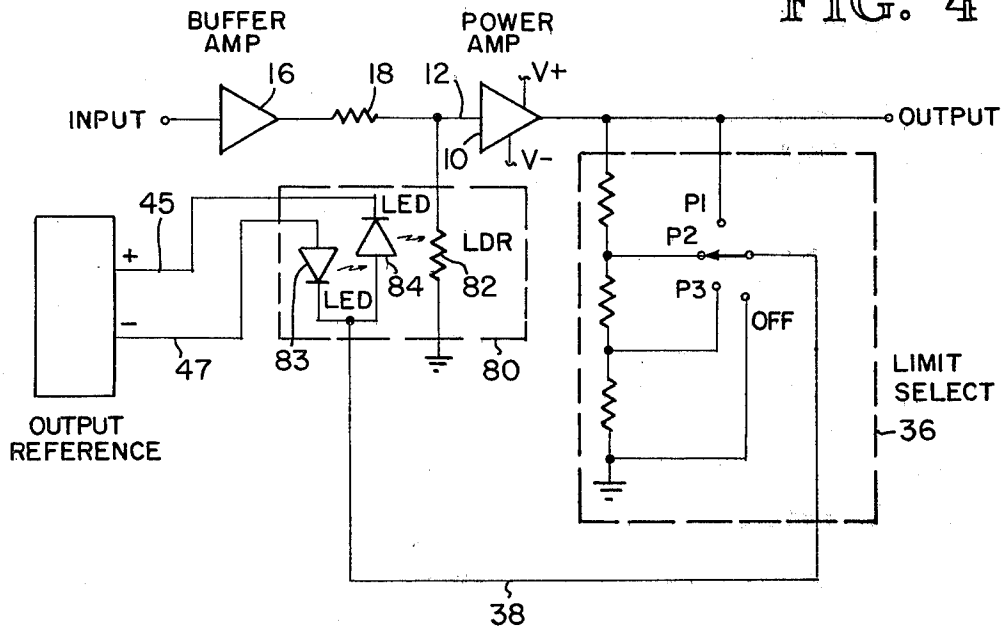 FIG. 4
BUFFER
AMP
POWER
AMP
16
18
12
V+
INPUT
OUTPUT
10
V-
45
LED
P1
+
LDR
P2
84
82
P3
LED
OFF
–
83
80
47
LIMIT
SELECT
36
OUTPUT
REFERENCE
38